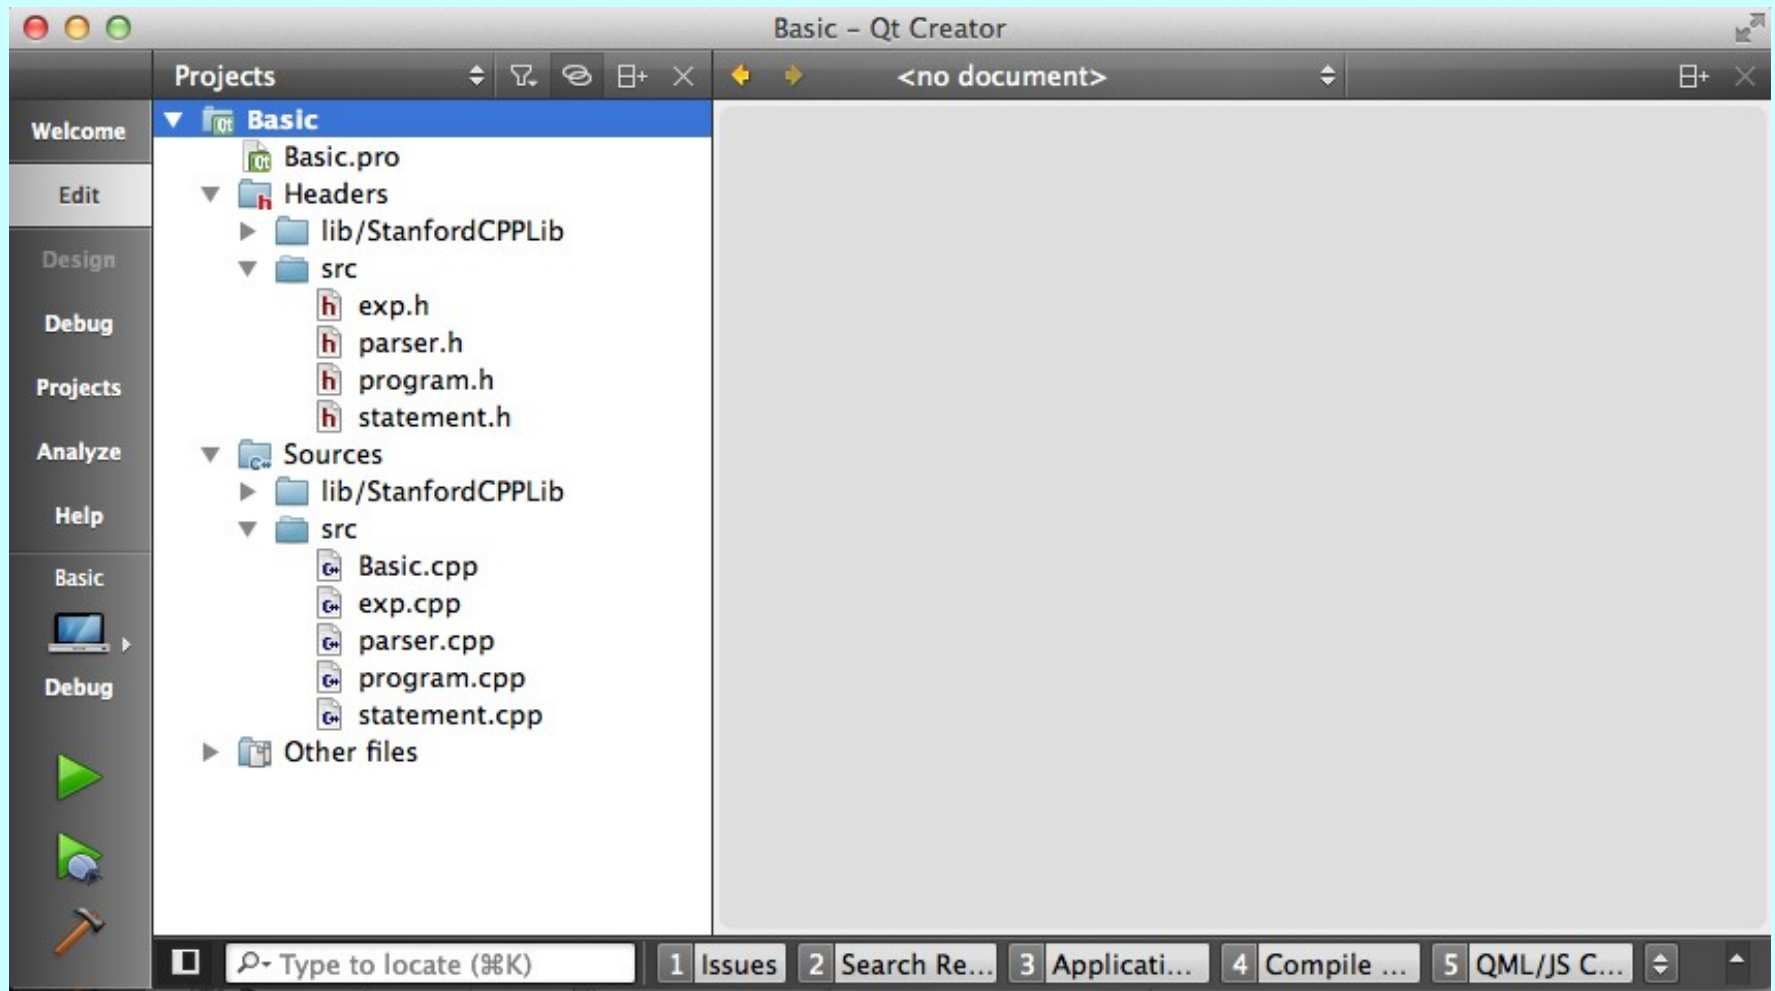 Basic – Qt Creator
Projects
<no document>
Welcome
Edit
Design
Debug
Projects
Analyze
Help
Basic
Debug
Basic
Basic.pro
Headers
lib/StanfordCPPLib
src
exp.h
parser.h
program.h
statement.h
Sources
lib/StanfordCPPLib
src
Basic.cpp
exp.cpp
parser.cpp
program.cpp
statement.cpp
Other files
Type to locate (⌘K)
1 Issues
2 Search Re...
3 Applicati...
4 Compile ...
5 QML/JS C...